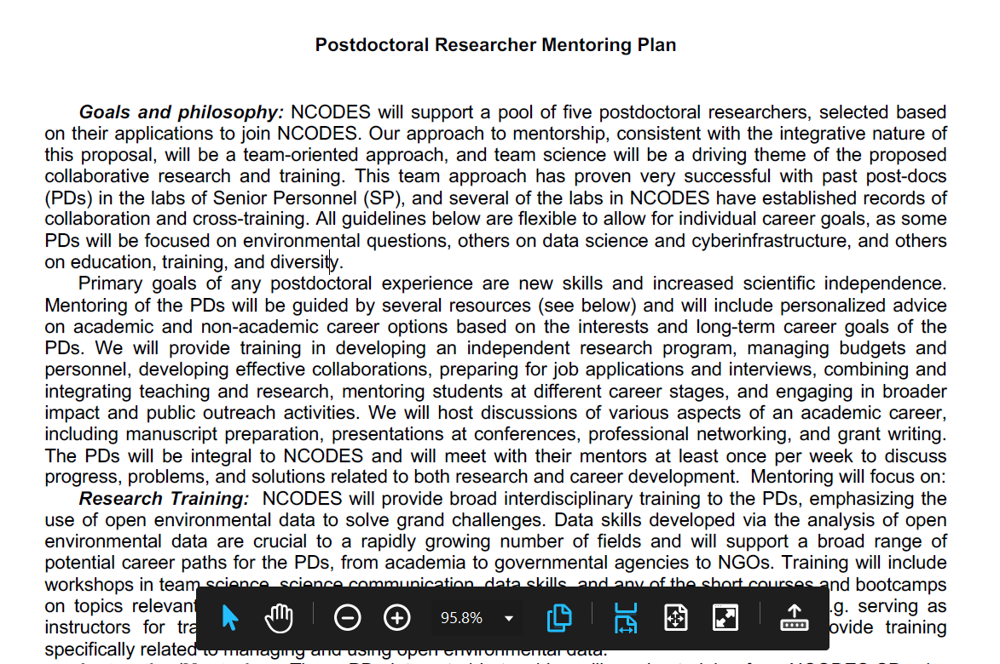 Postdoctoral Researcher Mentoring Plan
Goals and philosophy: NCODES will support a pool of five postdoctoral researchers, selected based
on their applications to join NCODES. Our approach to mentorship, consistent with the integrative nature of
this proposal, will be a team-oriented approach, and team science will be a driving theme of the proposed
collaborative research and training. This team approach has proven very successful with past post-docs
(PDs) in the labs of Senior Personnel (SP), and several of the labs in NCODES have established records of
collaboration and cross-training. All guidelines below are flexible to allow for individual career goals, as some
PDs will be focused on environmental questions, others on data science and cyberinfrastructure, and others
on education, training, and diversity.
Primary goals of any postdoctoral experience are new skills and increased scientific independence.
Mentoring of the PDs will be guided by several resources (see below) and will include personalized advice
on academic and non-academic career options based on the interests and long-term career goals of the
PDs. We will provide training in developing an independent research program, managing budgets and
personnel, developing effective collaborations, preparing for job applications and interviews, combining and
integrating teaching and research, mentoring students at different career stages, and engaging in broader
impact and public outreach activities. We will host discussions of various aspects of an academic career,
including manuscript preparation, presentations at conferences, professional networking, and grant writing.
The PDs will be integral to NCODES and will meet with their mentors at least once per week to discuss
progress, problems, and solutions related to both research and career development. Mentoring will focus on:
Research Training: NCODES will provide broad interdisciplinary training to the PDs, emphasizing the
use of open environmental data to solve grand challenges. Data skills developed via the analysis of open
environmental data are crucial to a rapidly growing number of fields and will support a broad range of
potential career paths for the PDs, from academia to governmental agencies to NGOs. Training will include
workshops in team science, science communication, data skills, and any of the short courses and bootcamps
on topics relevant .g. serving as
instructors for tra ovide training
specifically related to managing and using open environmental data.
95.8%